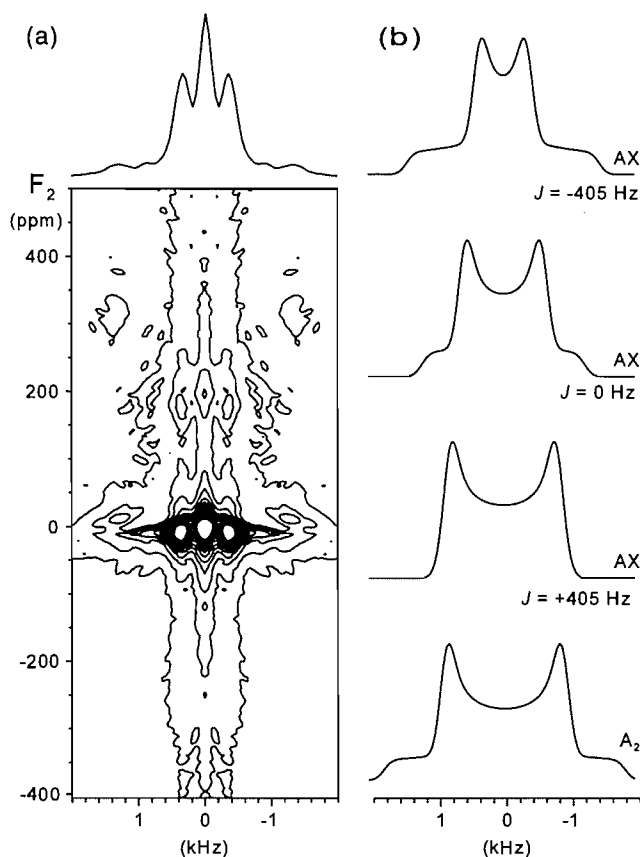 (a)
(b)
F2
(ppm)
400
200
0
-200
-400
1 0 -1
(kHz)
AX
J = -405 Hz
AX
J = 0 Hz
AX
J = +405 Hz
A2
1 0 -1
(kHz)